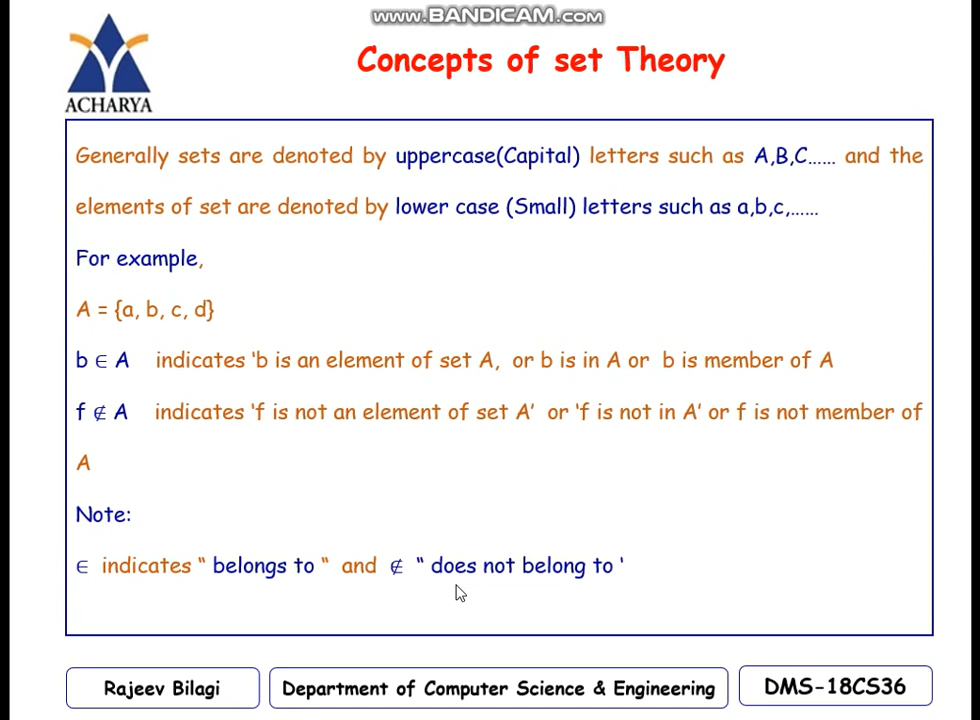 www.BANDICAM.com
Concepts of set Theory
ACHARYA
Generally sets are denoted by uppercase(Capital) letters such as A,B,C...... and the
elements of set are denoted by lower case (Small) letters such as a,b,c,......
For example,
A = {a, b, c, d}
b ∈ A indicates ‘b is an element of set A, or b is in A or b is member of A
f ∉ A indicates ‘f is not an element of set A’ or ‘f is not in A’ or f is not member of
A
Note:
∈ indicates “ belongs to “ and ∉ “ does not belong to ‘
Rajeev Bilagi
Department of Computer Science & Engineering
DMS-18CS36